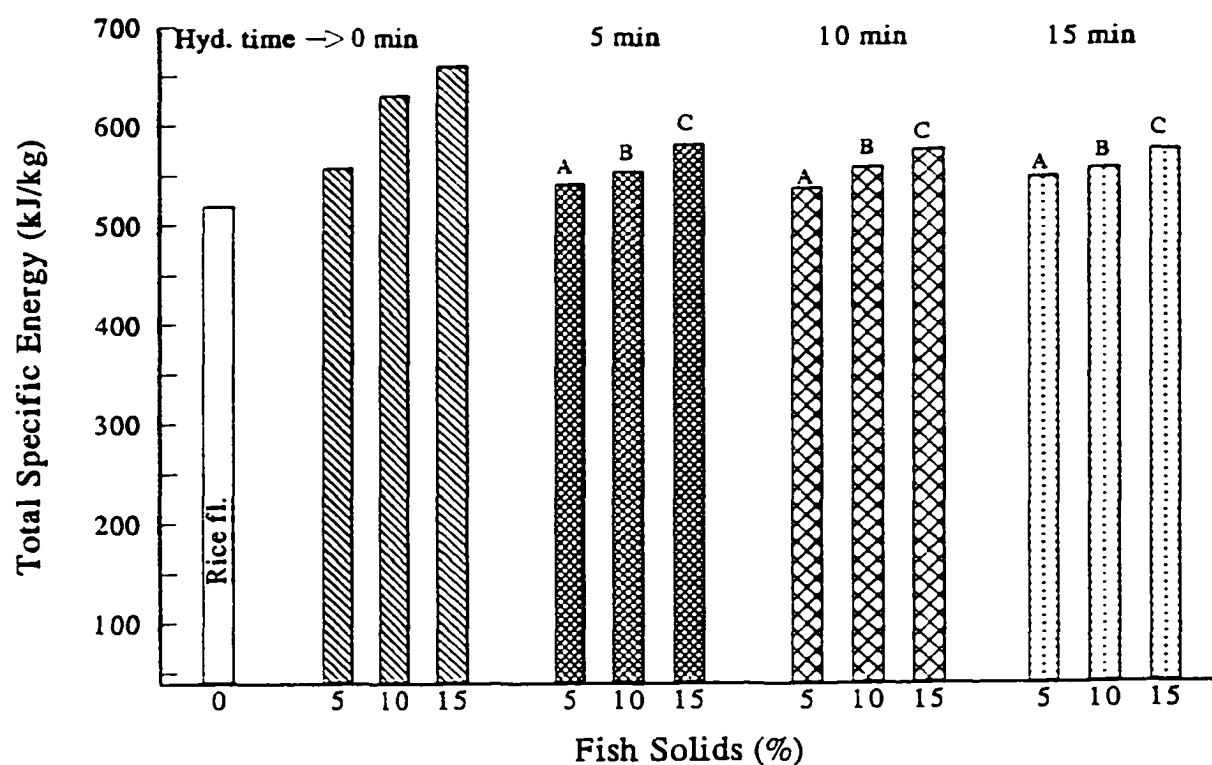 Hyd. time —> 0 min 5 min 10 min 15 min
Total Specific Energy (kJ/kg)
700
600
500
400
300
200
100
A B C A B C A B C
Rice fl.
0 5 10 15 5 10 15 5 10 15 5 10 15
Fish Solids (%)